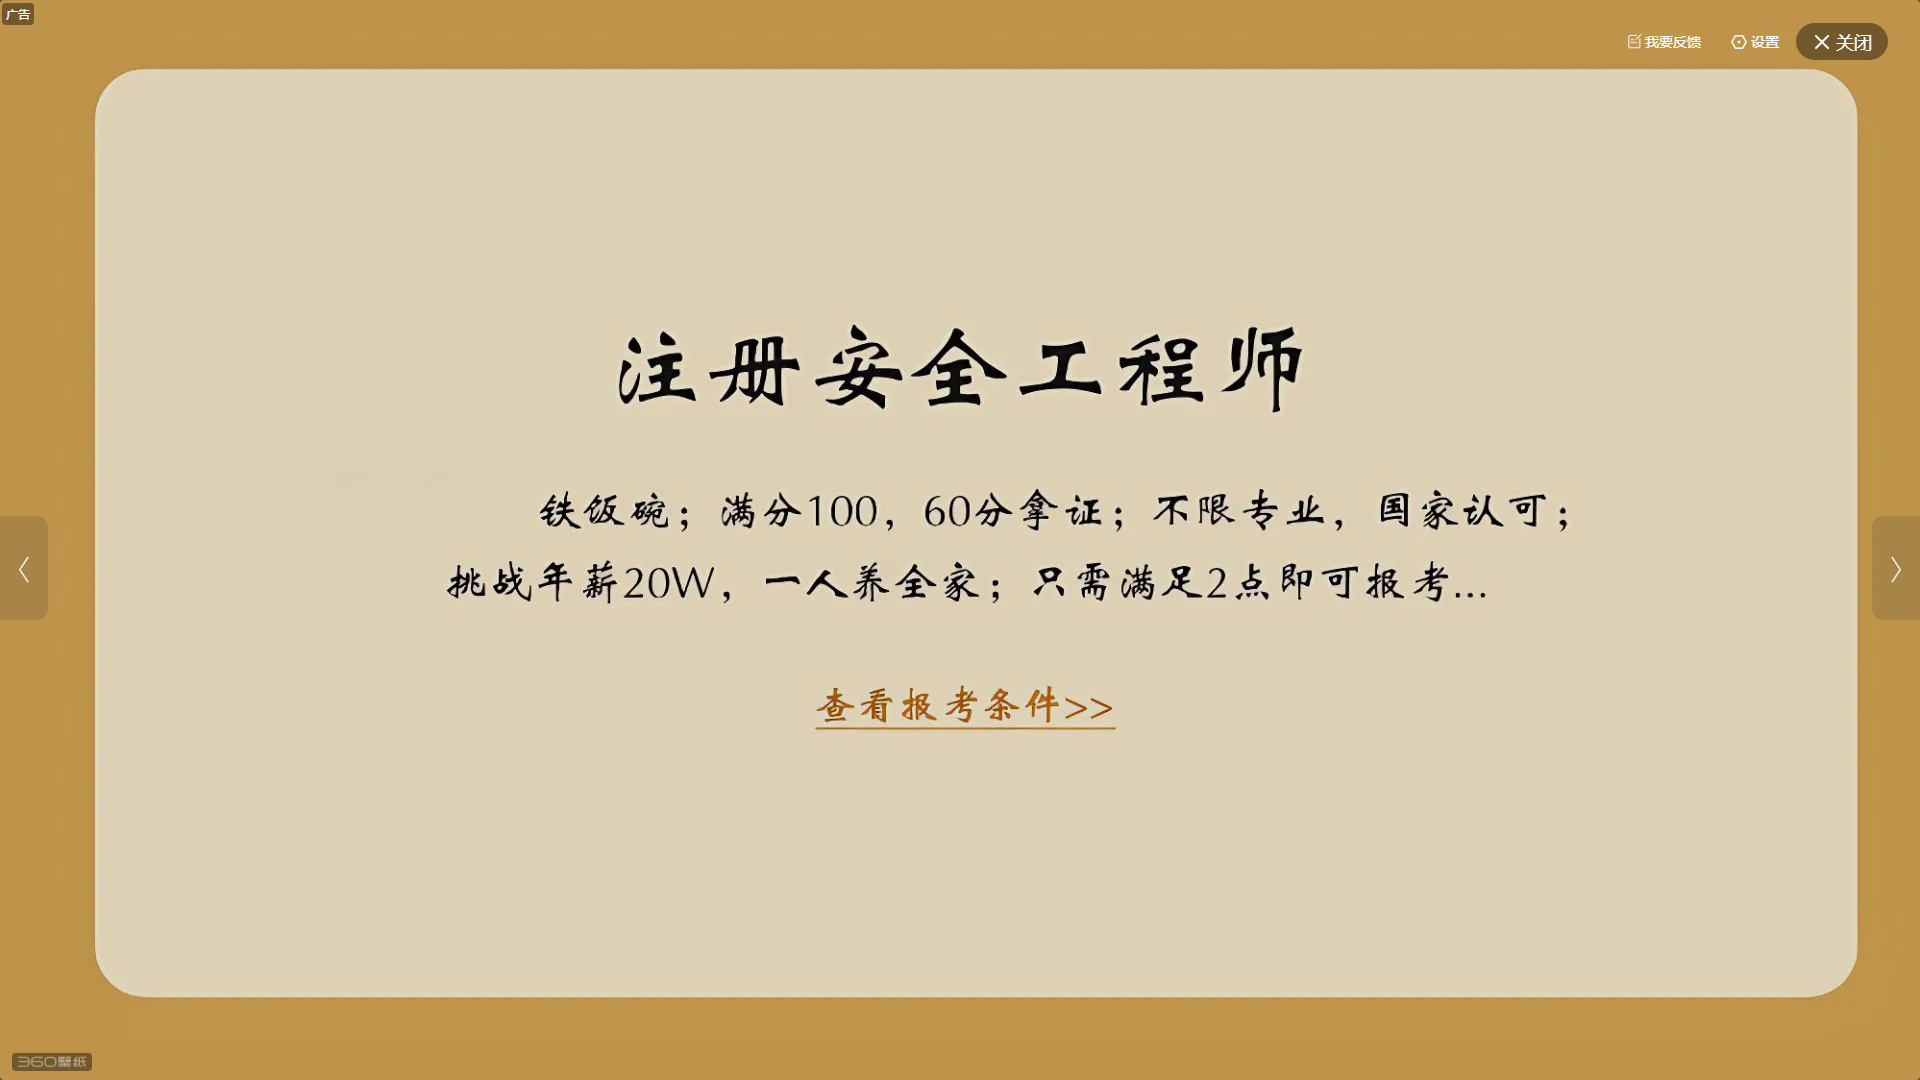 广告
我要反馈 设置 关闭
注册安全工程师
铁饭碗；满分100，60分拿证；不限专业，国家认可；
挑战年薪20W，一人养全家；只需满足2点即可报考...
查看报考条件>>
360壁纸